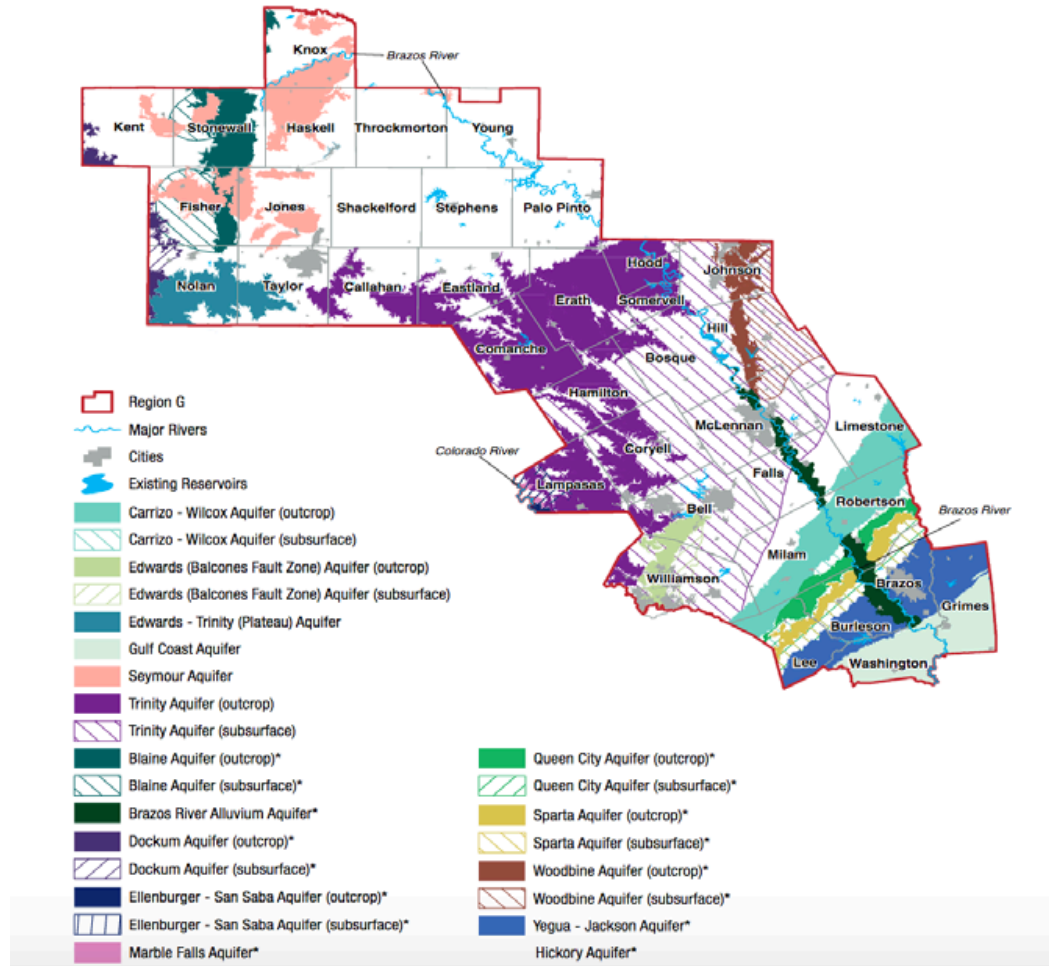 Knox
Brazos River
Kent
Stonewall
Haskell
Throckmorton
Young
Fisher
Jones
Shackelford
Stephens
Palo Pinto
Nolan
Taylor
Callahan
Eastland
Erath
Hood
Johnson
Somervell
Hill
Comanche
Bosque
Hamilton
McLennan
Limestone
Coryell
Colorado River
Falls
Lampasas
Bell
Robertson
Brazos River
Milam
Williamson
Brazos
Grimes
Burleson
Lee
Washington
Region G
Major Rivers
Cities
Existing Reservoirs
Carrizo - Wilcox Aquifer (outcrop)
Carrizo - Wilcox Aquifer (subsurface)
Edwards (Balcones Fault Zone) Aquifer (outcrop)
Edwards (Balcones Fault Zone) Aquifer (subsurface)
Edwards - Trinity (Plateau) Aquifer
Gulf Coast Aquifer
Seymour Aquifer
Trinity Aquifer (outcrop)
Trinity Aquifer (subsurface)
Blaine Aquifer (outcrop)*
Blaine Aquifer (subsurface)*
Brazos River Alluvium Aquifer*
Dockum Aquifer (outcrop)*
Dockum Aquifer (subsurface)*
Ellenburger - San Saba Aquifer (outcrop)*
Ellenburger - San Saba Aquifer (subsurface)*
Marble Falls Aquifer*
Queen City Aquifer (outcrop)*
Queen City Aquifer (subsurface)*
Sparta Aquifer (outcrop)*
Sparta Aquifer (subsurface)*
Woodbine Aquifer (outcrop)*
Woodbine Aquifer (subsurface)*
Yegua - Jackson Aquifer*
Hickory Aquifer*